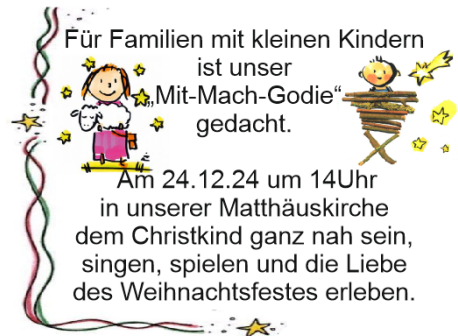 Für Familien mit kleinen Kindern
ist unser
„Mit-Mach-Godie“
gedacht.
Am 24.12.24 um 14Uhr
in unserer Matthäuskirche
dem Christkind ganz nah sein,
singen, spielen und die Liebe
des Weihnachtsfestes erleben.